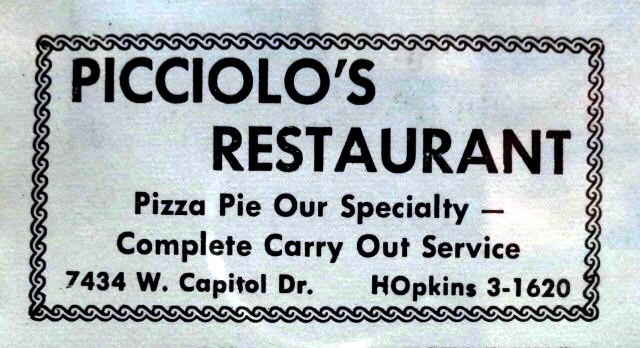 PICCIOLO'S
RESTAURANT
Pizza Pie Our Specialty —
Complete Carry Out Service
7434 W. Capitol Dr. HOpkins 3-1620